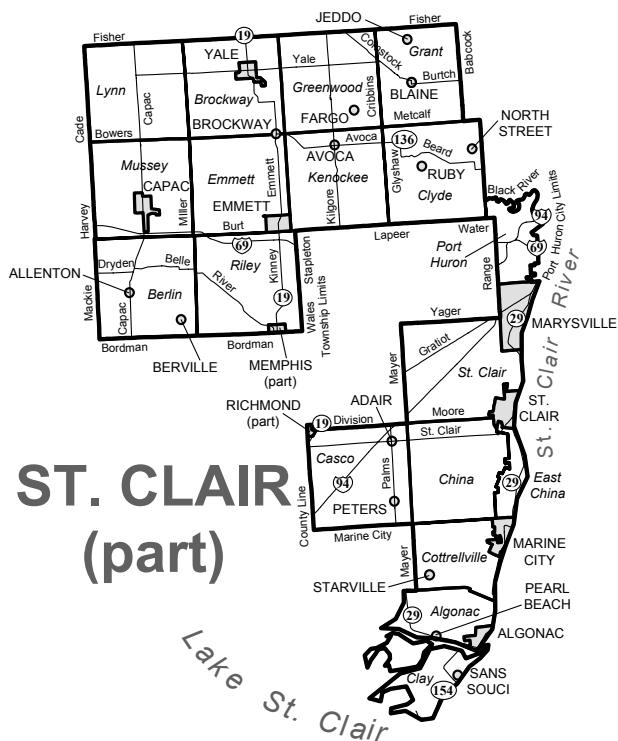 JEDDO
19
Fisher
Fisher
YALE
Comstock
Grant
Babcock
Yale
Burtch
Lynn
Capac
Brockway
Greenwood
Cribbins
BLAINE
Cade
FARGO
Metcalf
NORTH
STREET
Bowers
BROCKWAY
Avoca
136
Beard
Mussey
CAPAC
Emmett
Emmett
AVOCA
Kenockee
Glyshaw
RUBY
Clyde
Black River
94
Harvey
Miller
EMMETT
Kilgore
Burt
69
Lapeer
Water
Port
Huron
69
Port Huron City Limits
Range
ALLENTON
Dryden
Belle
River
Riley
Kinney
Stapleton
Mackie
Capac
Berlin
19
Wales
Township Limits
Yager
29
MARYSVILLE
Bordman
BERVILLE
Bordman
MEMPHIS
(part)
Mayer
Gratiot
St. Clair
St. Clair River
RICHMOND
(part)
19
Division
ADAIR
Moore
ST.
CLAIR
St. Clair
Casco
94
Palms
China
29
East
China
ST. CLAIR
(part)
County Line
PETERS
Marine City
Mayer
Cottrellville
MARINE
CITY
STARVILLE
PEARL
BEACH
29
Algonac
ALGONAC
Clay
154
SANS
SOUCI
Lake St. Clair